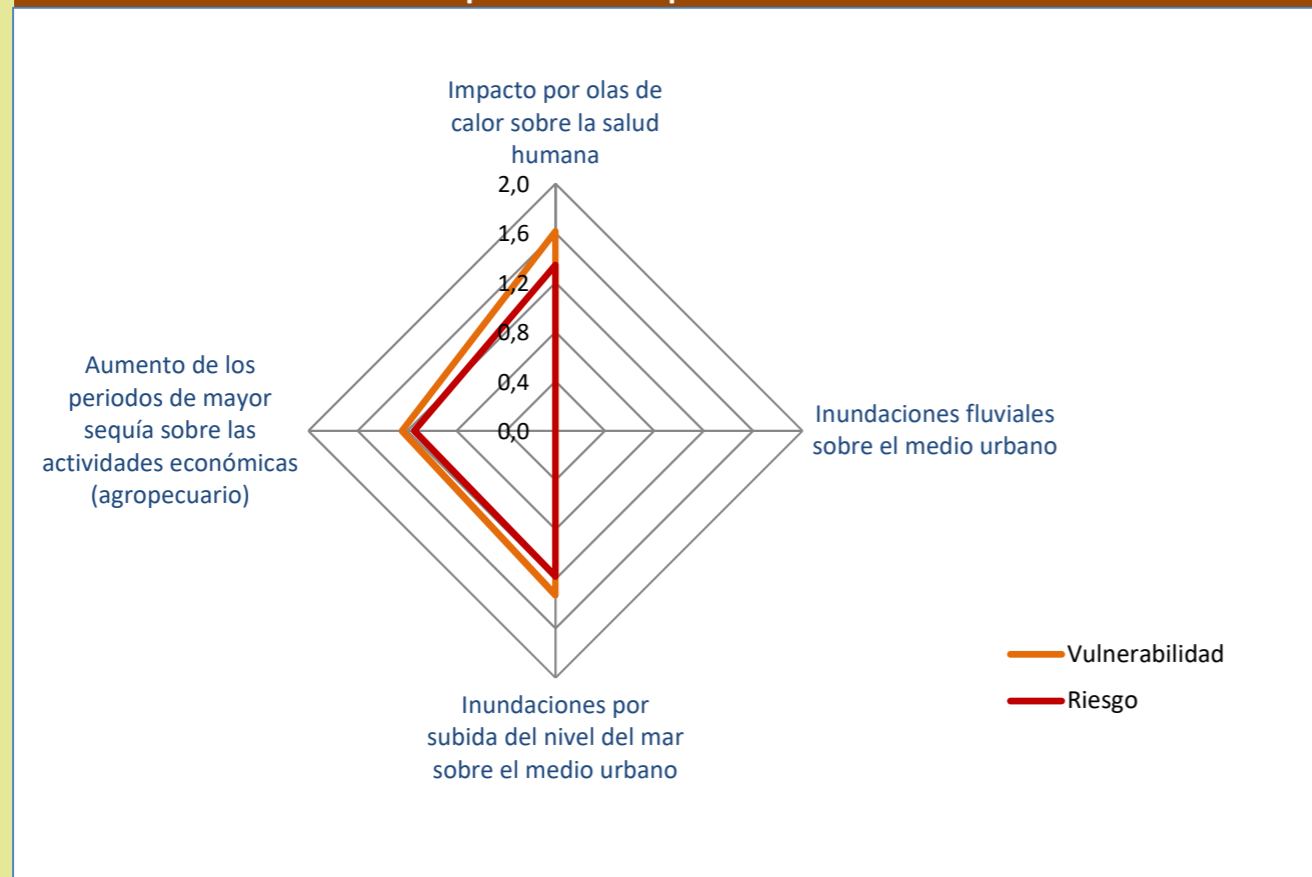 Impacto por olas de
calor sobre la salud
humana
2,0
1,6
1,2
0,8
0,4
0,0
Inundaciones fluviales
sobre el medio urbano
Aumento de los
periodos de mayor
sequía sobre las
actividades económicas
(agropecuario)
Inundaciones por
subida del nivel del mar
sobre el medio urbano
Vulnerabilidad
Riesgo